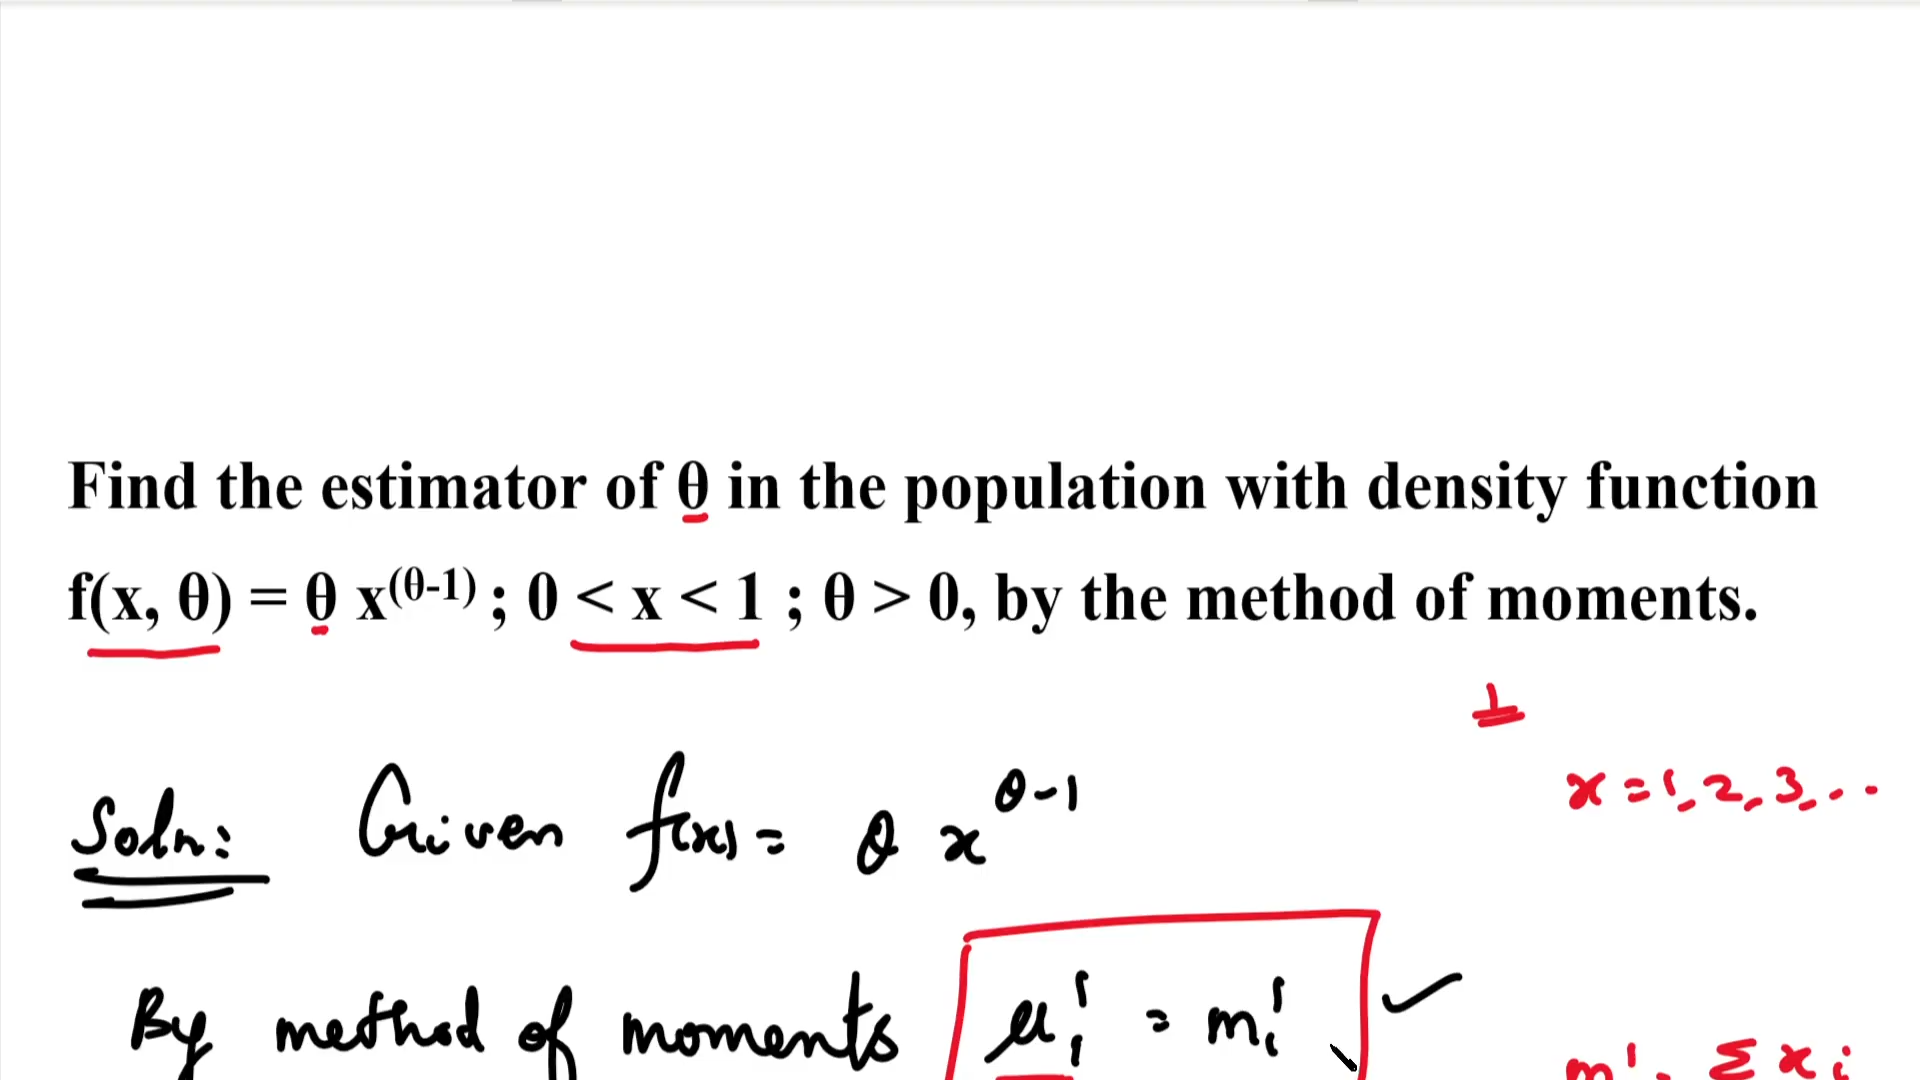 Find the estimator of θ in the population with density function
f(x, θ) = θ x^(θ-1) ; 0 < x < 1 ; θ > 0, by the method of moments.
1
x = 1, 2, 3, ...
Soln: Given f(x) = θ x^θ-1
By method of moments μ₁' = m₁'
m' Σ xi